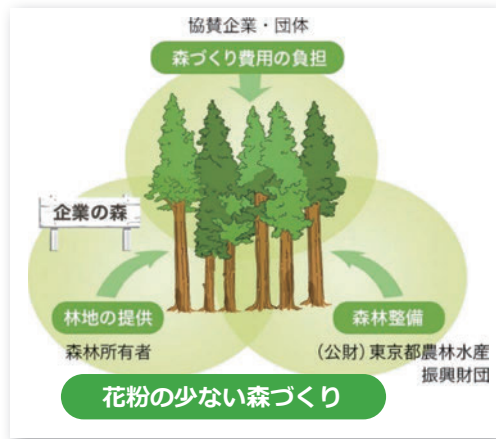 協賛企業・団体
森づくり費用の負担
企業の森
林地の提供
森林所有者
森林整備
(公財)東京都農林水産
振興財団
花粉の少ない森づくり